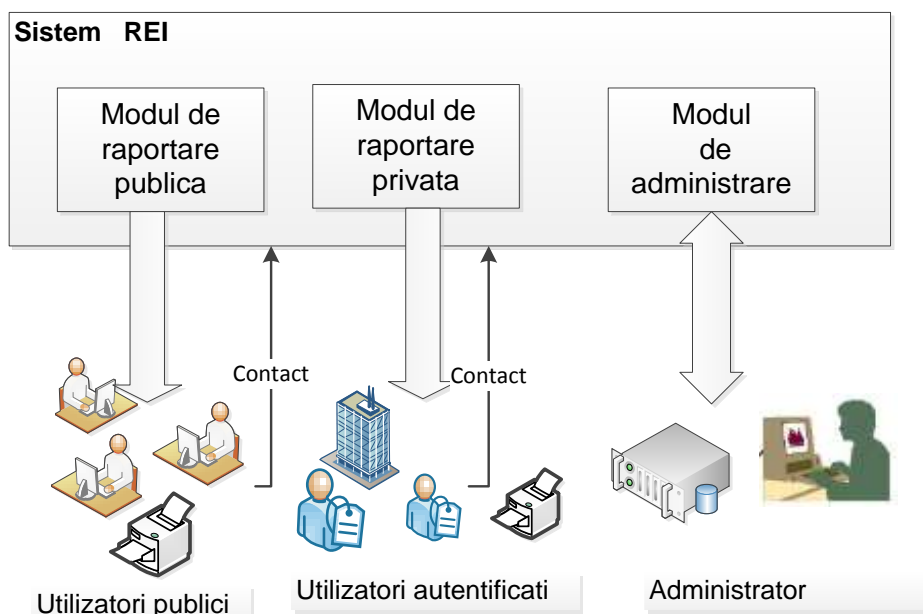 Sistem REI
Modul de
raportare
publica
Modul de
raportare
privata
Modul
de
administrare
Contact
Contact
Utilizatori publici
Utilizatori autentificati
Administrator